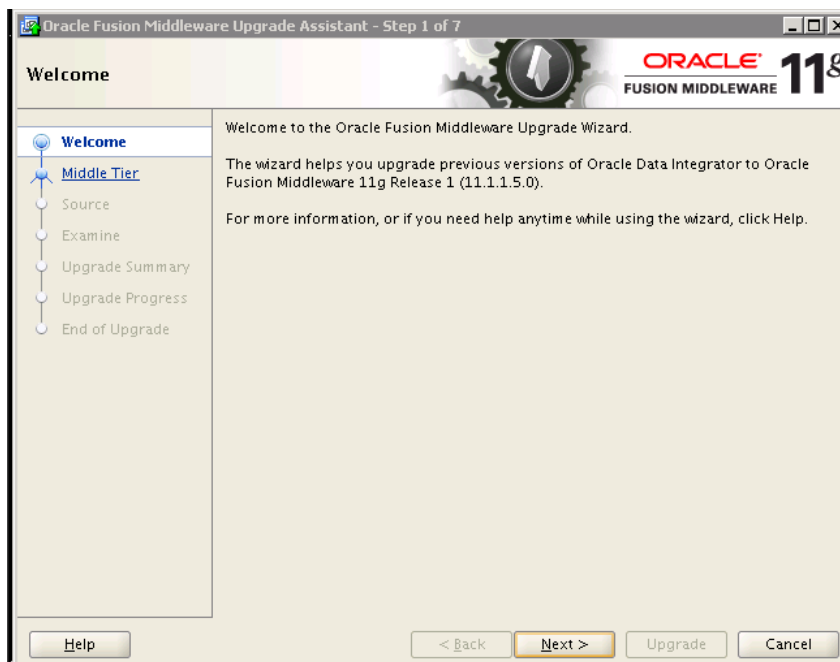 Oracle Fusion Middleware Upgrade Assistant - Step 1 of 7
Welcome
ORACLE
FUSION MIDDLEWARE 11g
Welcome
Middle Tier
Source
Examine
Upgrade Summary
Upgrade Progress
End of Upgrade
Welcome to the Oracle Fusion Middleware Upgrade Wizard.
The wizard helps you upgrade previous versions of Oracle Data Integrator to Oracle
Fusion Middleware 11g Release 1 (11.1.1.5.0).
For more information, or if you need help anytime while using the wizard, click Help.
Help
< Back
Next >
Upgrade
Cancel